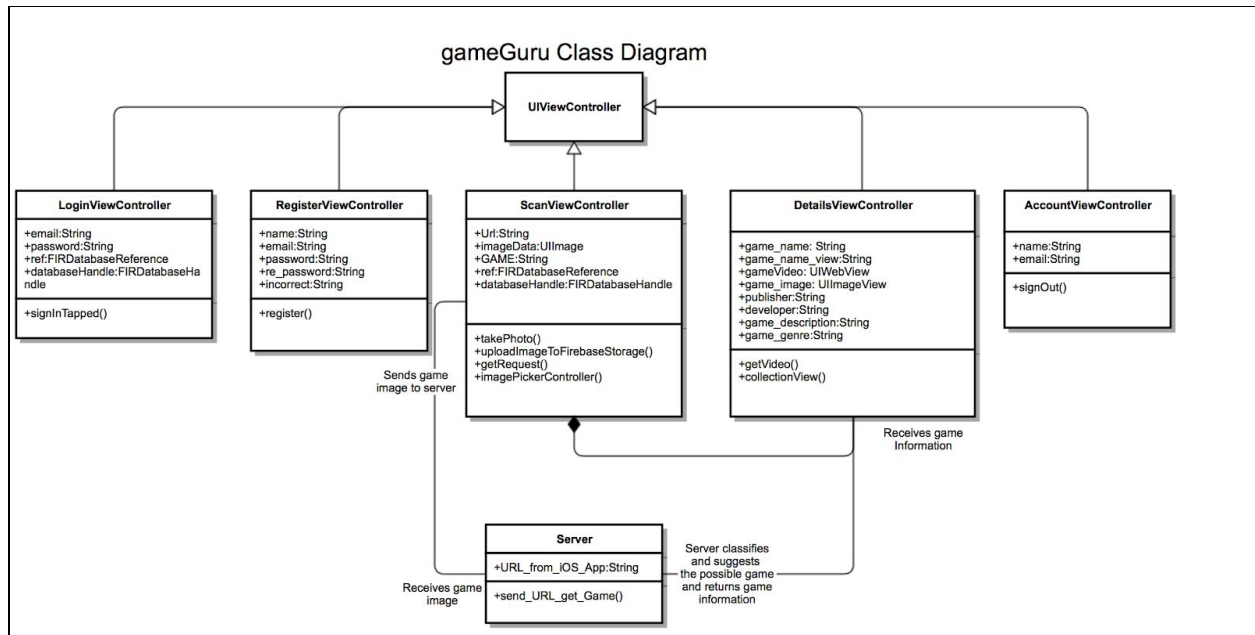 gameGuru Class Diagram
UIViewController
LoginViewController
+email:String
+password:String
+ref:FIRDatabaseReference
+databaseHandle:FIRDatabaseHa
ndle
+signInTapped()
RegisterViewController
+name:String
+email:String
+password:String
+re_password:String
+incorrect:String
+register()
ScanViewController
+Url:String
+imageData:UIImage
+GAME:String
+ref:FIRDatabaseReference
+databaseHandle:FIRDatabaseHandle
+takePhoto()
+uploadImageToFirebaseStorage()
+getRequest()
+imagePickerController()
DetailsViewController
+game_name: String
+game_name_view:String
+gameVideo: UIWebView
+game_image: UIImageView
+publisher:String
+developer:String
+game_description:String
+game_genre:String
+getVideo()
+collectionView()
AccountViewController
+name:String
+email:String
+signOut()
Sends game
image to server
Receives game
Information
Server
+URL_from_iOS_App:String
+send_URL_get_Game()
Receives game
image
Server classifies
and suggests
the possible game
and returns game
information